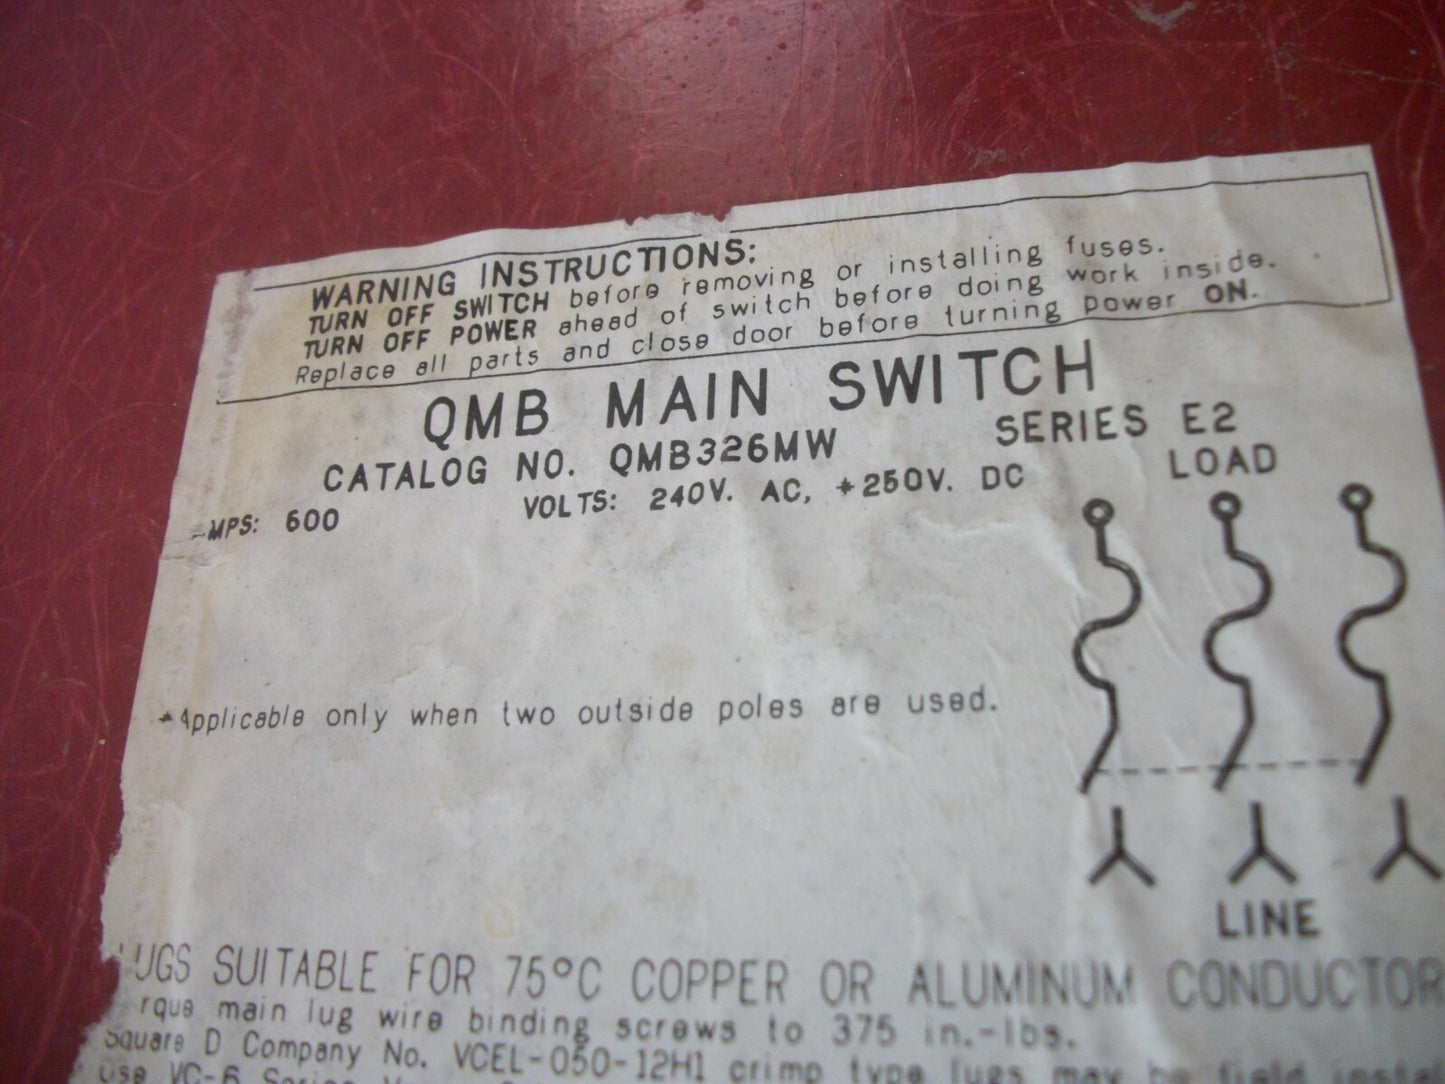 WARNING INSTRUCTIONS:
TURN OFF SWITCH before removing or installing fuses.
TURN OFF POWER ahead of switch before doing work inside.
Replace all parts and close door before turning power ON.
QMB MAIN SWITCH
CATALOG NO. QMB326MW SERIES E2
MPS: 600 VOLTS: 240V. AC, *250V. DC
LOAD
*Applicable only when two outside poles are used.
LINE
UGS SUITABLE FOR 75°C COPPER OR ALUMINUM CONDUCTOR
rque main lug wire binding screws to 375 in.-lbs.
Square D Company No. VCEL-050-12H1 crimp type lugs may be field
Use VC-6 Series